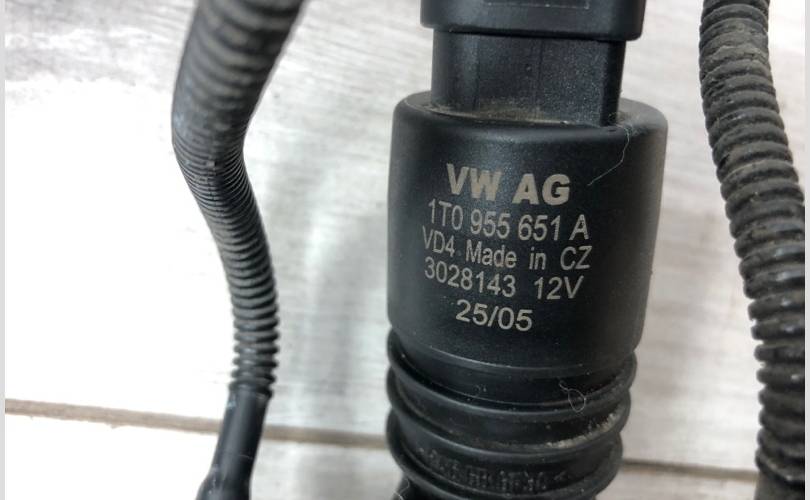 VW AG
1T0 955 651 A
VD4 Made in CZ
3028143 12V
25/05